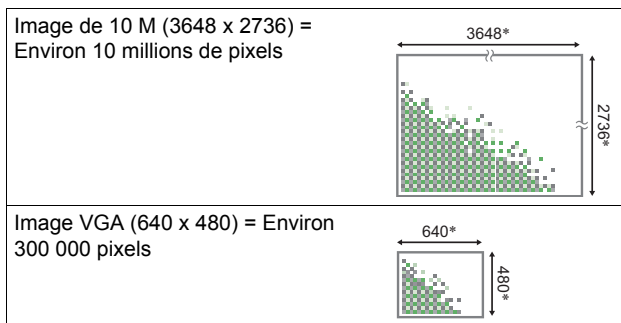 Image de 10 M (3648 x 2736) =
Environ 10 millions de pixels
3648*
2736*
Image VGA (640 x 480) = Environ
300 000 pixels
640*
480*